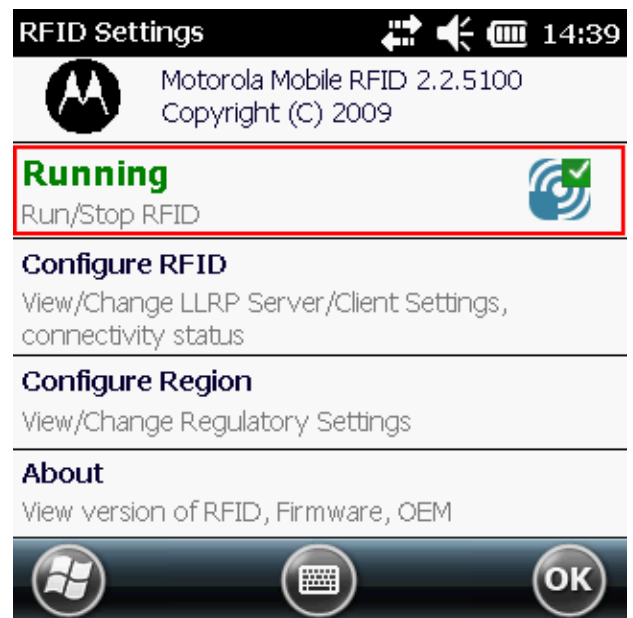 RFID Settings 14:39
Motorola Mobile RFID 2.2.5100
Copyright (C) 2009
Running
Run/Stop RFID
Configure RFID
View/Change LLRP Server/Client Settings,
connectivity status
Configure Region
View/Change Regulatory Settings
About
View version of RFID, Firmware, OEM
OK